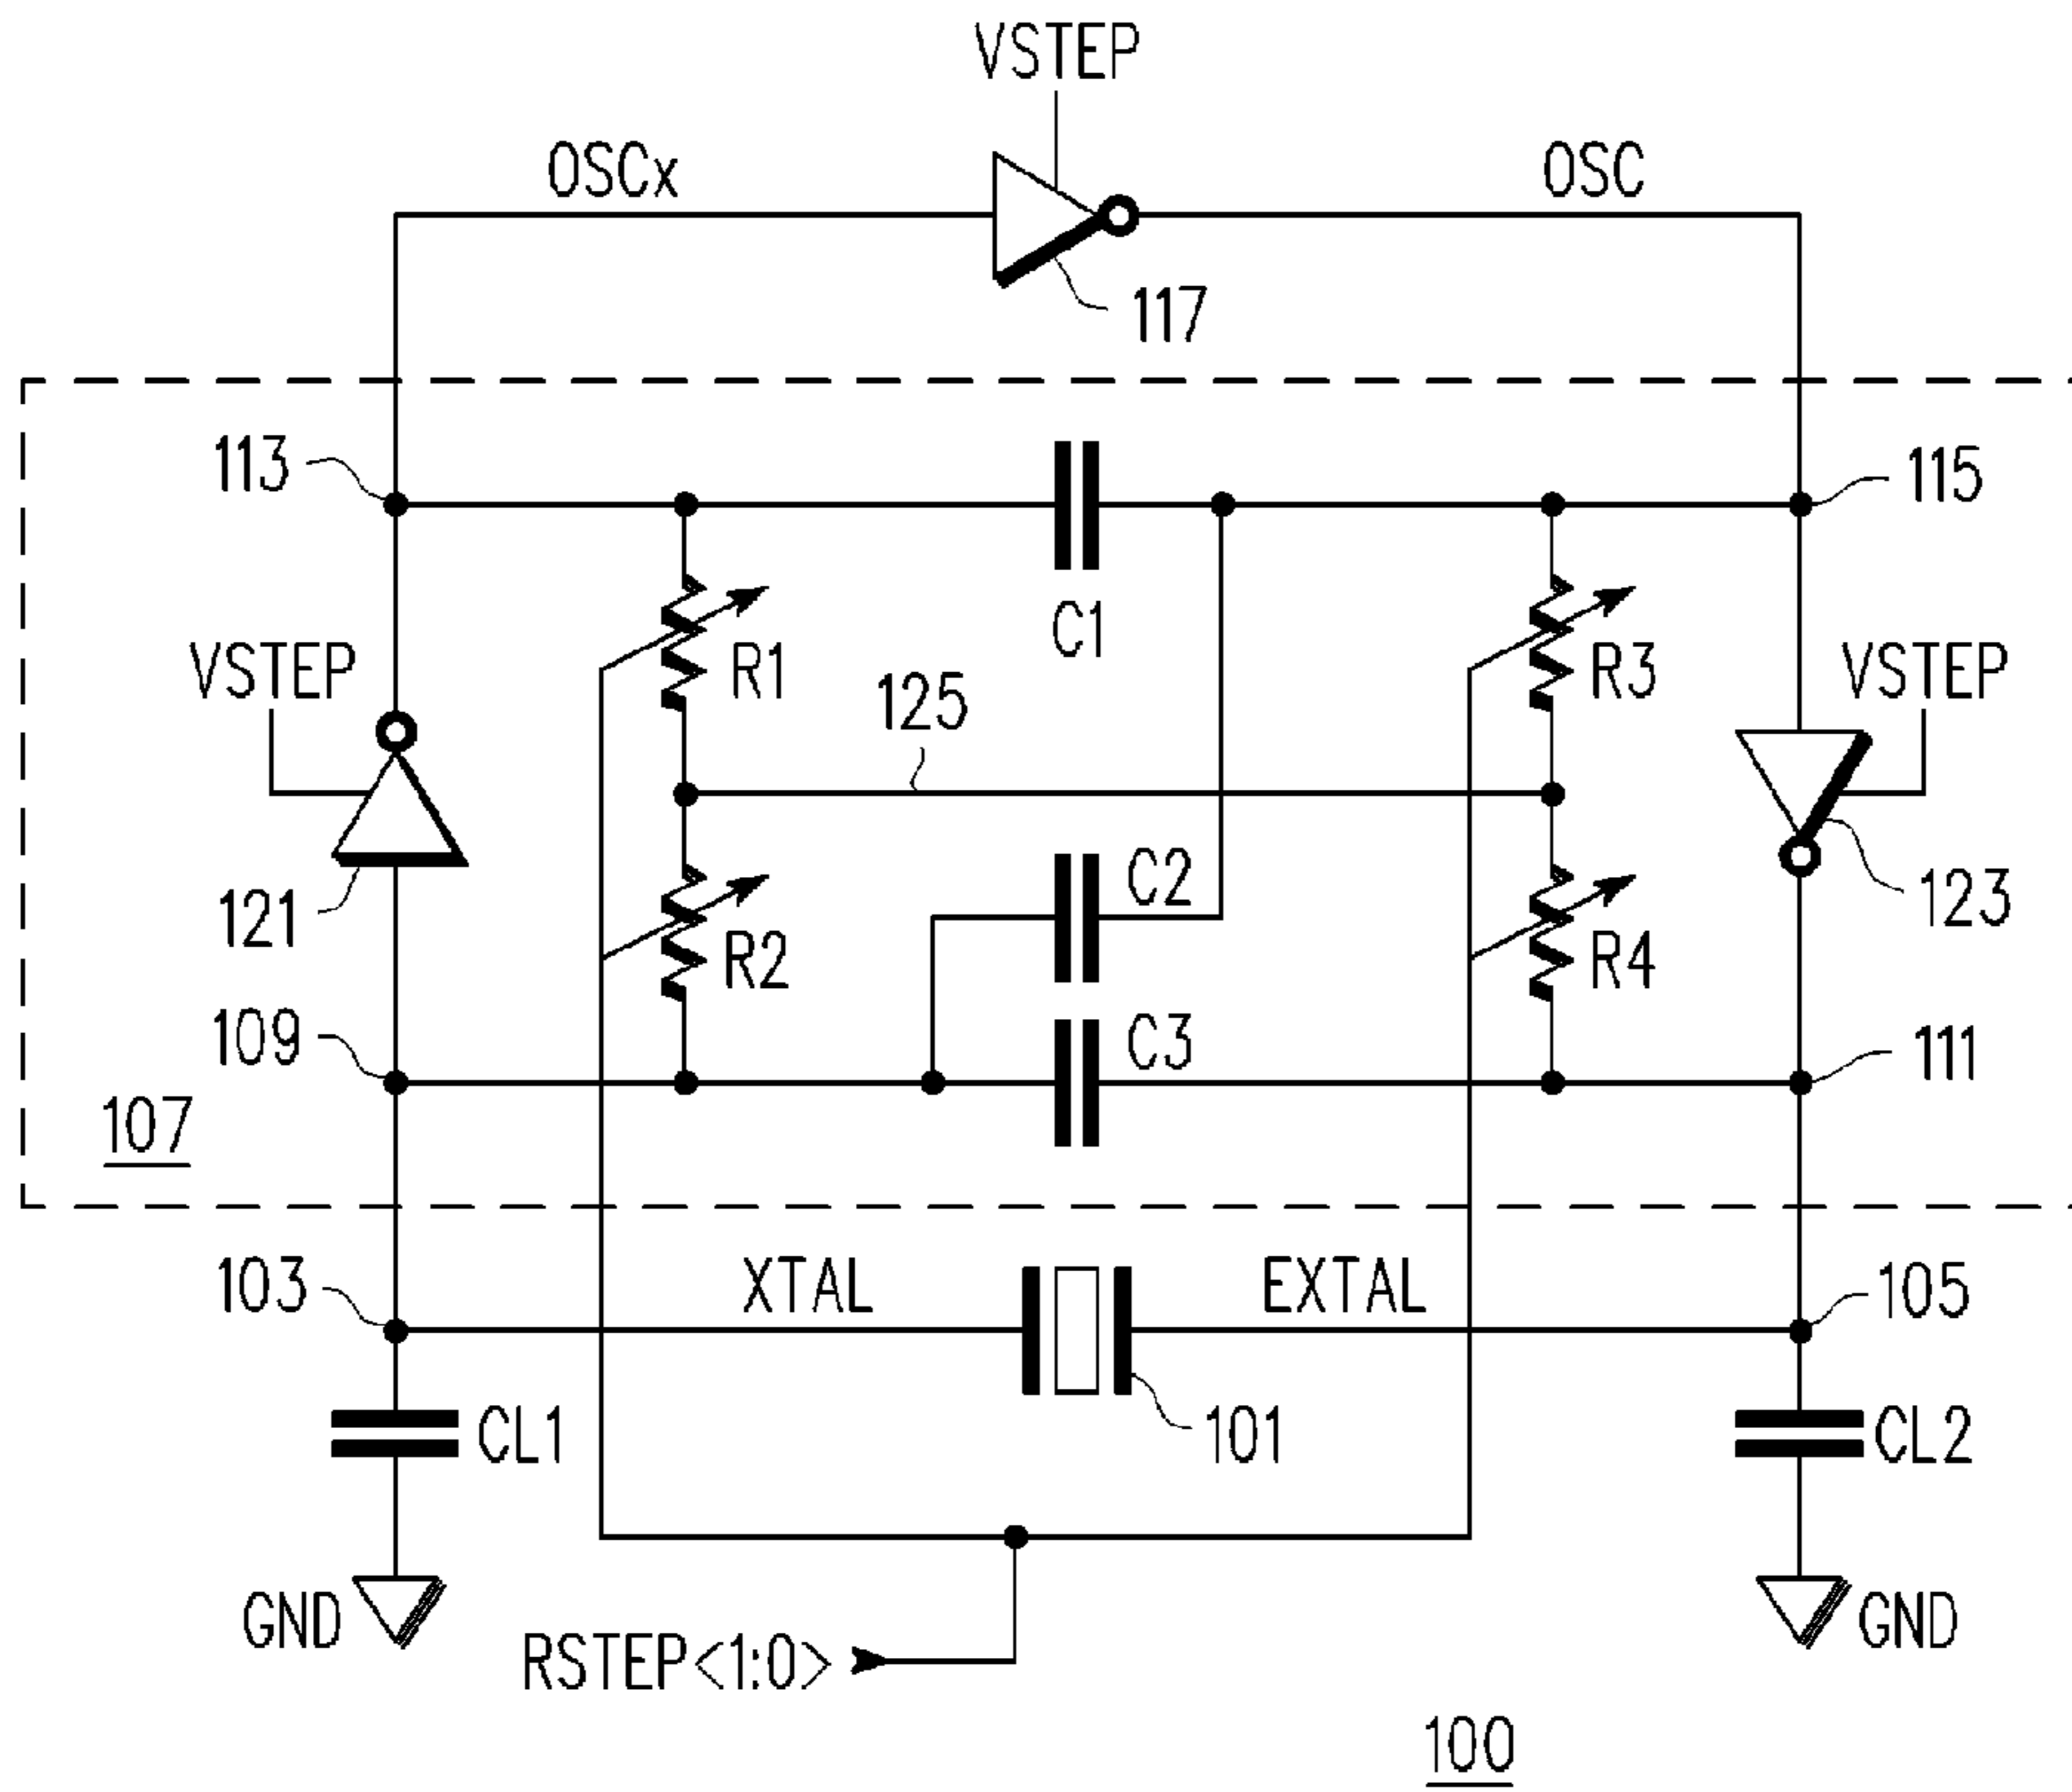 VSTEP
OSCx
OSC
117
113
115
C1
VSTEP
R1
125
R3
VSTEP
121
C2
R2
R4
123
109
C3
111
107
103
XTAL
EXTAL
105
CL1
101
CL2
GND
RSTEP<1:0>
GND
100